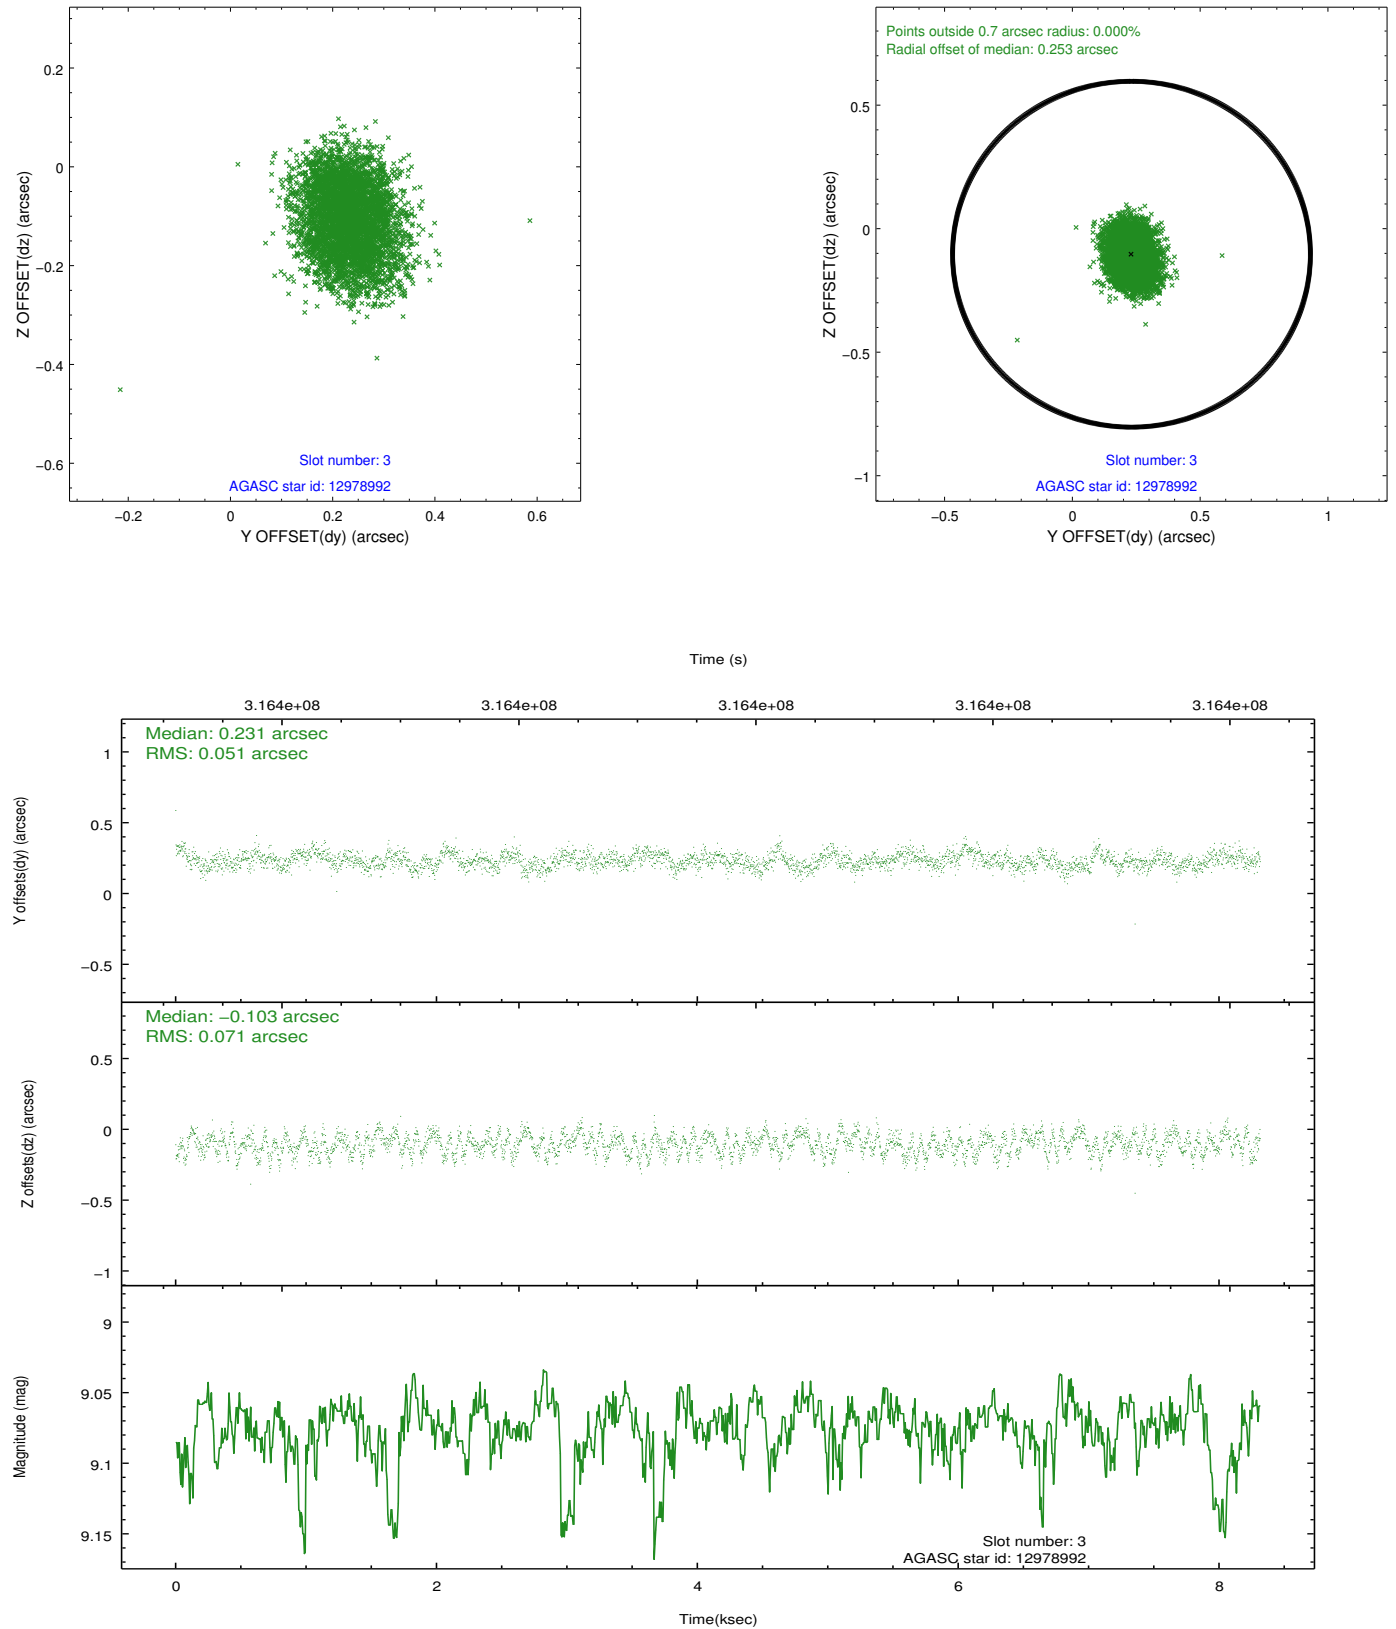 0.2
0
−0.2
−0.4
−0.6
Z OFFSET(dz) (arcsec)
Slot number: 3
AGASC star id: 12978992
−0.2 0 0.2 0.4 0.6
Y OFFSET(dy) (arcsec)
Points outside 0.7 arcsec radius: 0.000%
Radial offset of median: 0.253 arcsec
0.5
0
−0.5
−1
Z OFFSET(dz) (arcsec)
Slot number: 3
AGASC star id: 12978992
−0.5 0 0.5 1
Y OFFSET(dy) (arcsec)
Time (s)
3.164e+08 3.164e+08 3.164e+08 3.164e+08 3.164e+08
Median: 0.231 arcsec
RMS: 0.051 arcsec
1
0.5
0
−0.5
Y offsets(dy) (arcsec)
Median: −0.103 arcsec
RMS: 0.071 arcsec
0.5
0
−0.5
−1
Z offsets(dz) (arcsec)
9
9.05
9.1
9.15
Magnitude (mag)
Slot number: 3
AGASC star id: 12978992
0 2 4 6 8
Time(ksec)